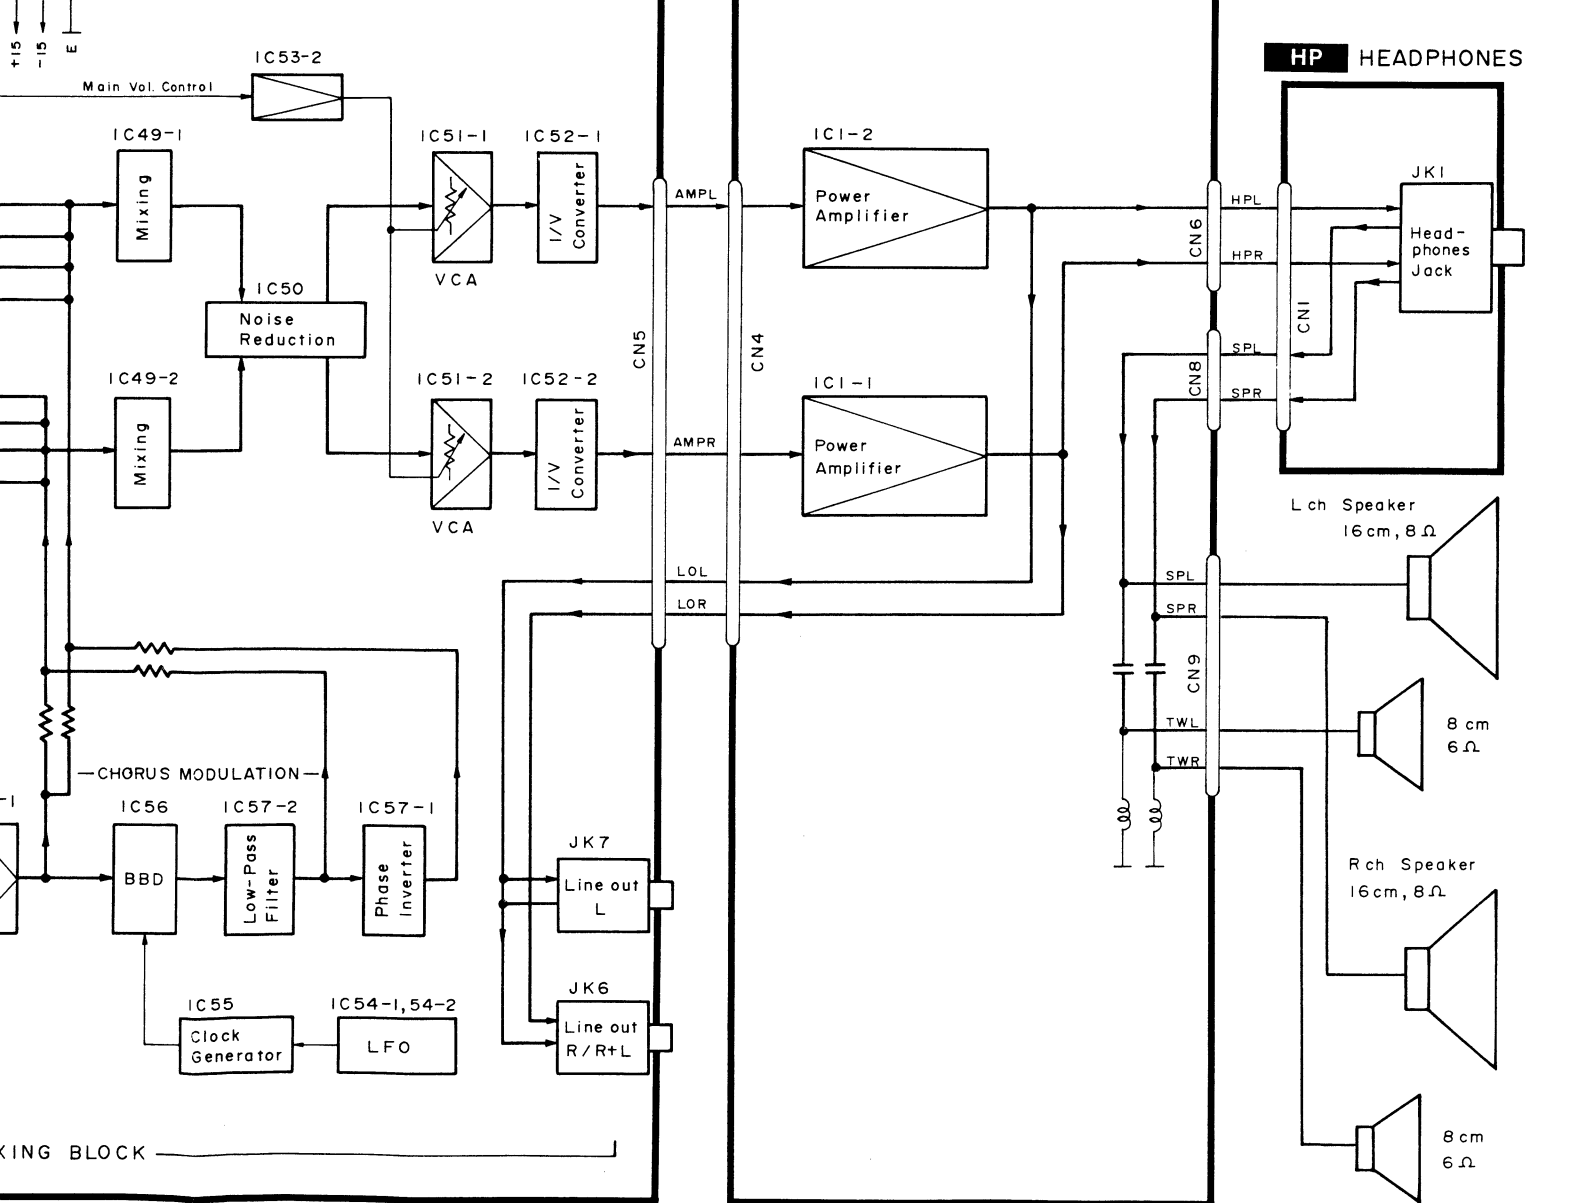 +15
-15
E
IC53-2
HP HEADPHONES
Main Vol. Control
IC49-1
IC51-1
IC52-1
IC1-2
JK1
Mixing
I/V
Converter
AMPL
Power
Amplifier
HPL
CN6
HPR
Head-
phones
Jack
VCA
IC50
Noise
Reduction
CN5
CN4
CN1
SPL
CN8
SPR
IC49-2
IC51-2
IC52-2
IC1-1
Mixing
I/V
Converter
AMPR
Power
Amplifier
VCA
L ch Speaker
16cm, 8Ω
LOL
LOR
SPL
SPR
CN9
TWL
TWR
8 cm
6Ω
CHORUS MODULATION
-1
IC56
IC57-2
IC57-1
BBD
Low-Pass
Filter
Phase
Inverter
JK7
Line out
L
R ch Speaker
16cm, 8Ω
IC55
IC54-1, 54-2
Clock
Generator
LFO
JK6
Line out
R/R+L
XING BLOCK
8 cm
6Ω